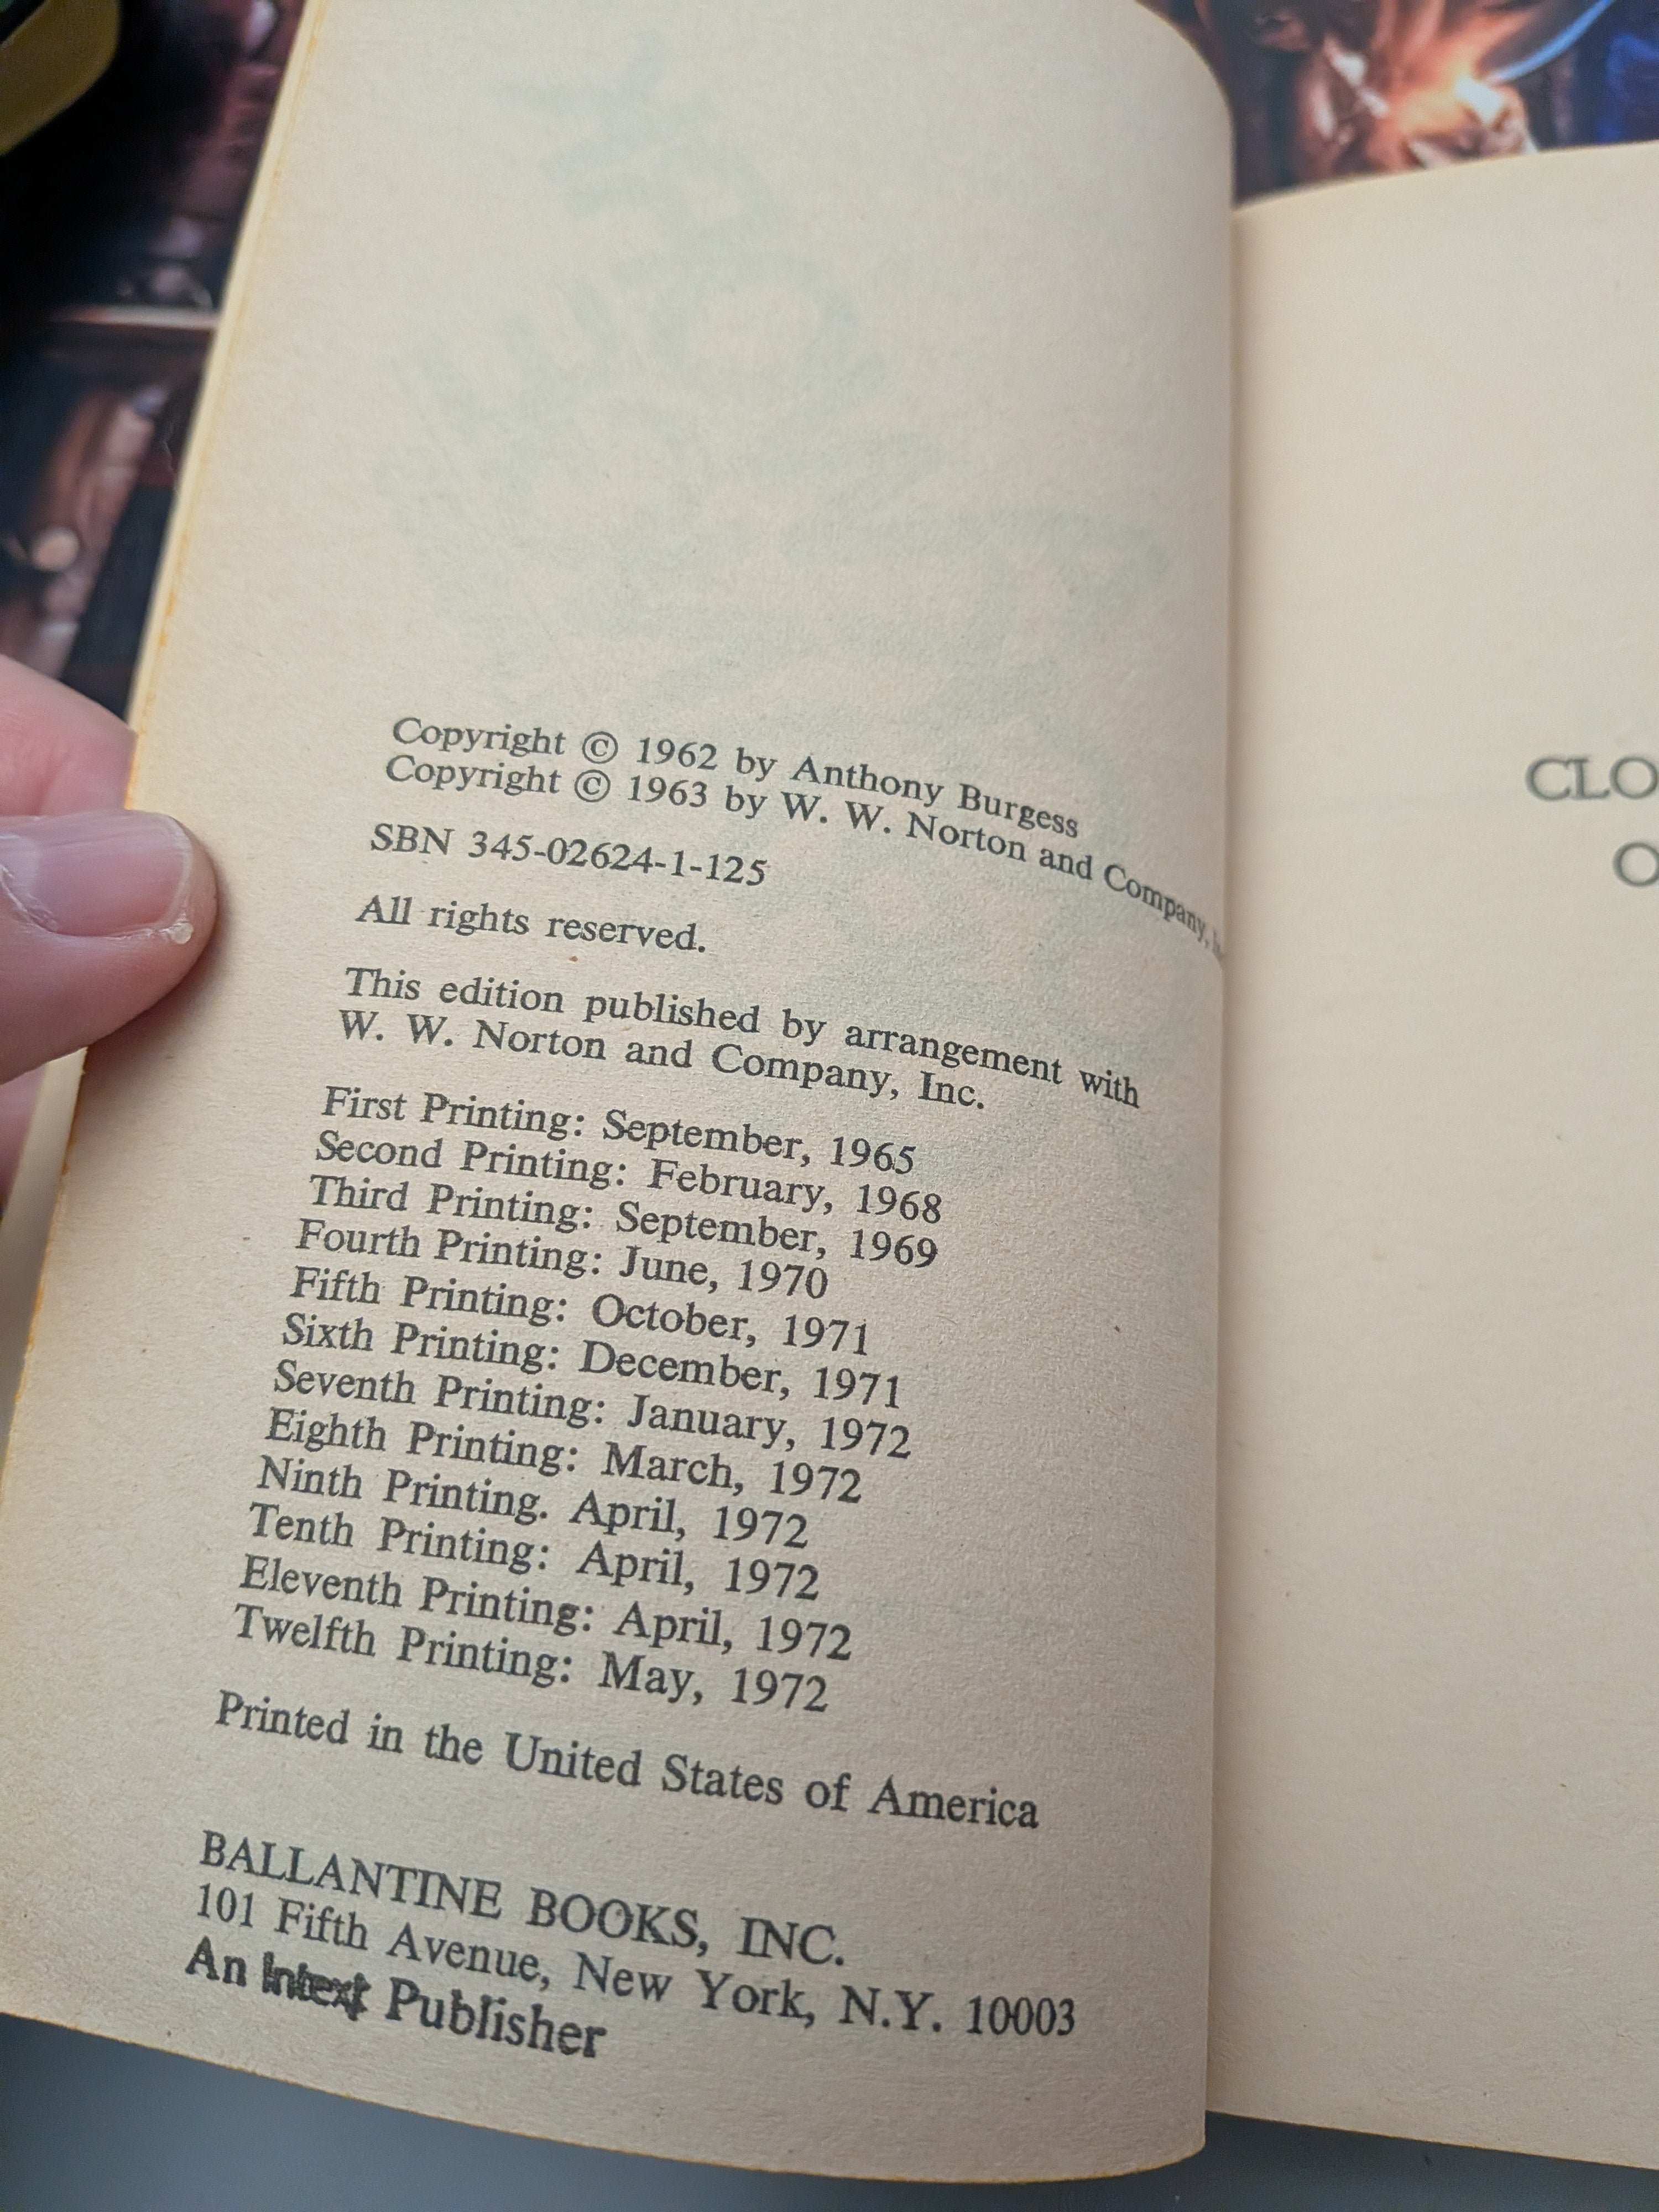 Copyright © 1962 by Anthony Burgess
Copyright © 1963 by W. W. Norton and Company,
SBN 345-02624-1-125
All rights reserved.
This edition published by arrangement with
W. W. Norton and Company, Inc.
First Printing: September, 1965
Second Printing: February, 1968
Third Printing: September, 1969
Fourth Printing: June, 1970
Fifth Printing: October, 1971
Sixth Printing: December, 1971
Seventh Printing: January, 1972
Eighth Printing: March, 1972
Ninth Printing. April, 1972
Tenth Printing: April, 1972
Eleventh Printing: April, 1972
Twelfth Printing: May, 1972
Printed in the United States of America
BALLANTINE BOOKS, INC.
101 Fifth Avenue, New York, N.Y. 10003
An Intext Publisher
CLO
O